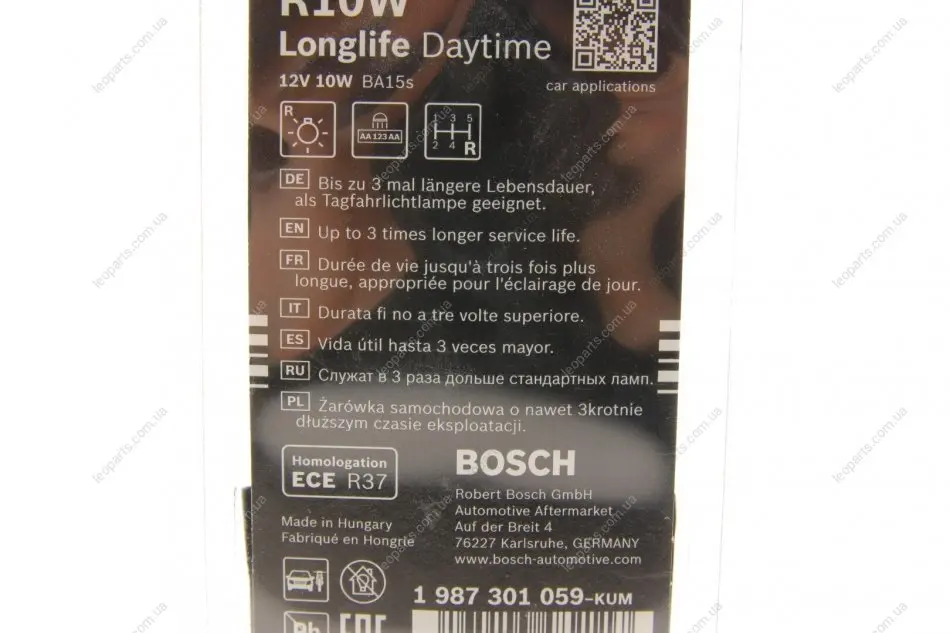 R10W
Longlife Daytime
12V 10W BA15s
car applications
R
AA 123 AA
1 3 5
2 4 R
DE Bis zu 3 mal längere Lebensdauer,
als Tagfahrlichtlampe geeignet.
EN Up to 3 times longer service life.
FR Durée de vie jusqu'à trois fois plus
longue, appropriée pour l'éclairage de jour.
IT Durata fi no a tre volte superiore.
ES Vida útil hasta 3 veces mayor.
RU Служат в 3 раза дольше стандартных ламп.
PL Żarówka samochodowa o nawet 3krotnie
dłuższym czasie eksploatacji.
Homologation
ECE R37
BOSCH
Robert Bosch GmbH
Automotive Aftermarket
Auf der Breit 4
76227 Karlsruhe, GERMANY
www.bosch-automotive.com
Made in Hungary
Fabriqué en Hongrie
1 987 301 059-KUM
Pb
EAC
leoparts.com.ua